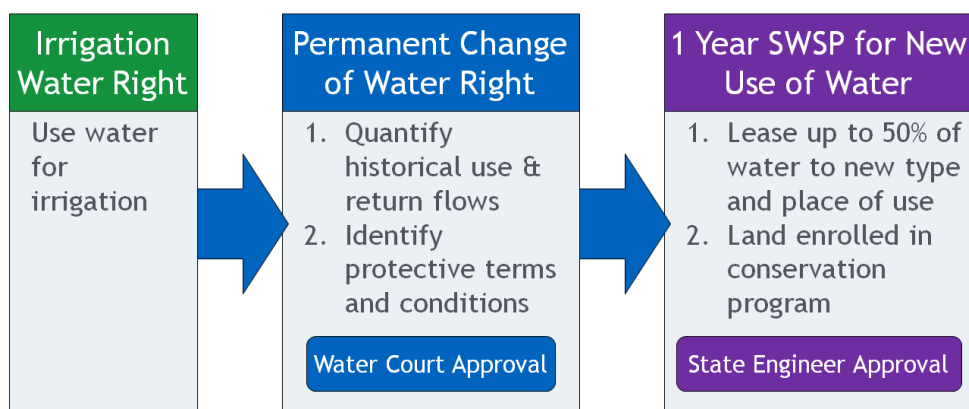 Irrigation
Water Right
Use water
for
irrigation
Permanent Change
of Water Right
1. Quantify
historical use &
return flows
2. Identify
protective terms
and conditions
Water Court Approval
1 Year SWSP for New
Use of Water
1. Lease up to 50% of
water to new type
and place of use
2. Land enrolled in
conservation
program
State Engineer Approval